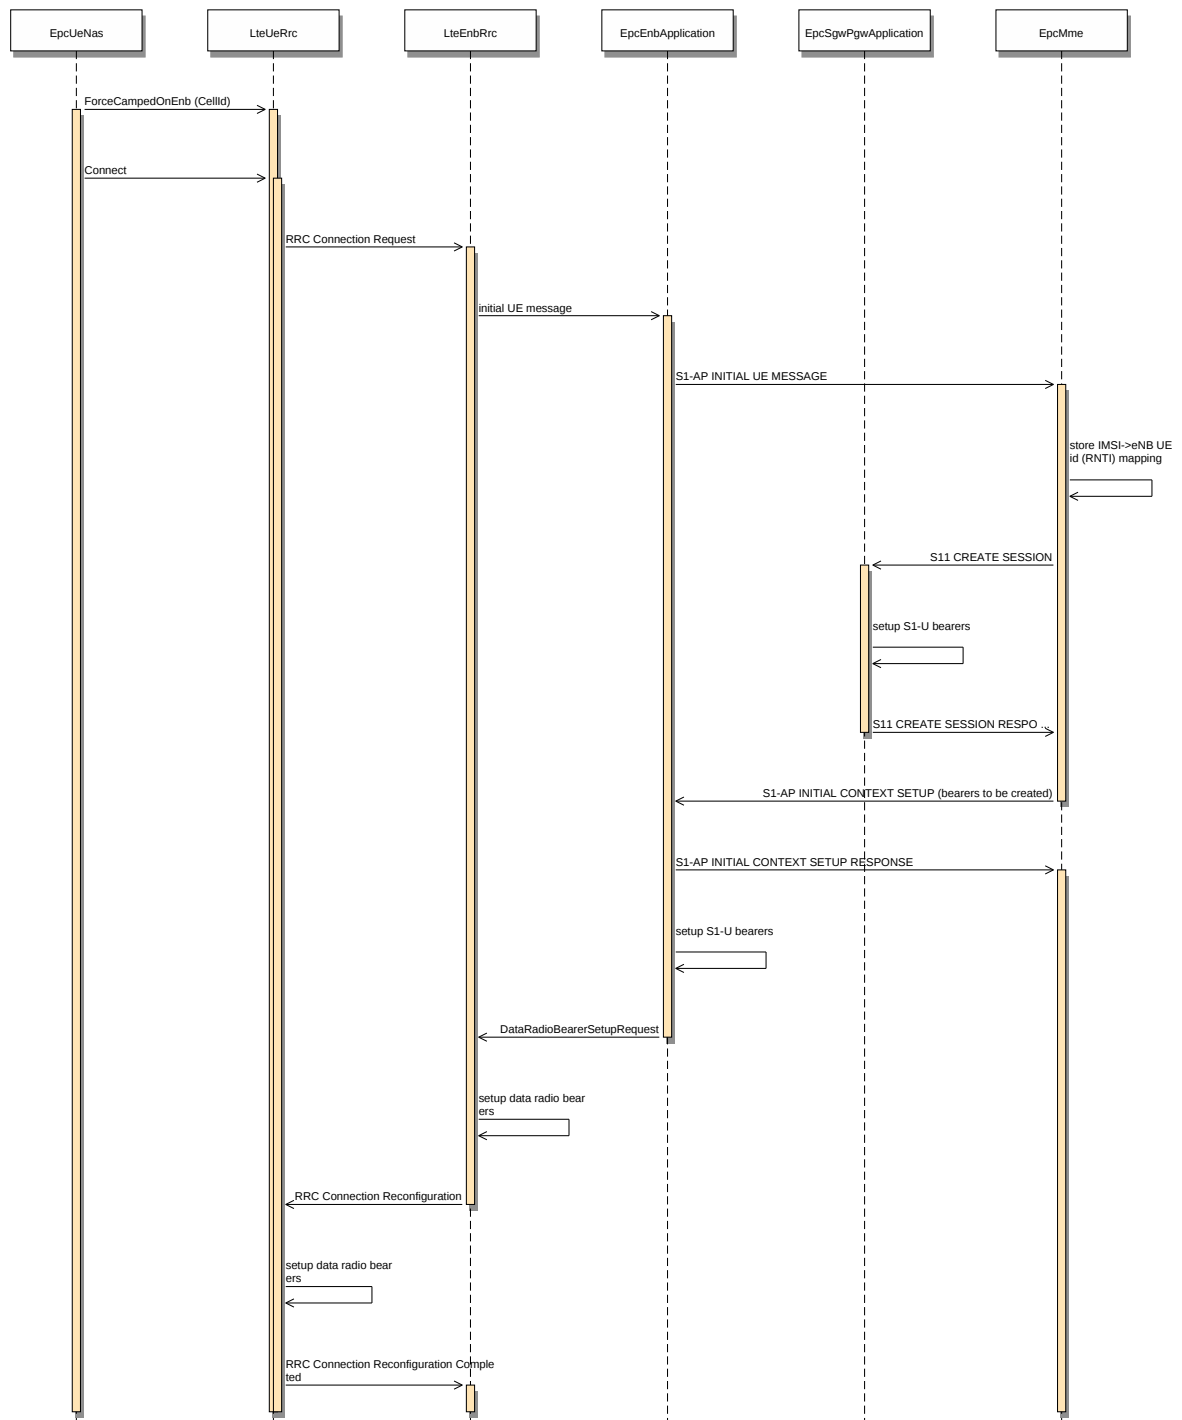 EpcUeNas
LteUeRrc
LteEnbRrc
EpcEnbApplication
EpcSgwPgwApplication
EpcMme
ForceCampedOnEnb (CellId)
Connect
RRC Connection Request
initial UE message
S1-AP INITIAL UE MESSAGE
store IMSI->eNB UE
id (RNTI) mapping
S11 CREATE SESSION
setup S1-U bearers
S11 CREATE SESSION RESPO ...
S1-AP INITIAL CONTEXT SETUP (bearers to be created)
S1-AP INITIAL CONTEXT SETUP RESPONSE
setup S1-U bearers
DataRadioBearerSetupRequest
setup data radio bear
ers
RRC Connection Reconfiguration
setup data radio bear
ers
RRC Connection Reconfiguration Comple
ted